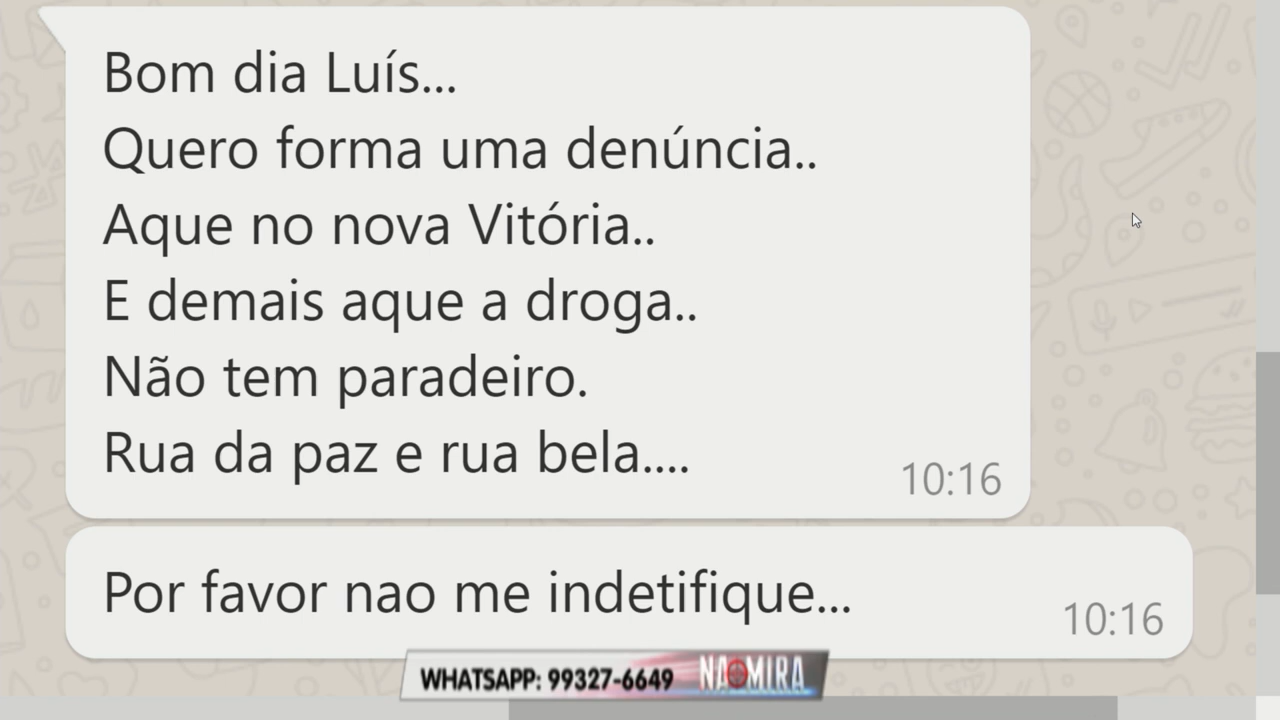 Bom dia Luís...
Quero forma uma denúncia..
Aque no nova Vitória..
E demais aque a droga..
Não tem paradeiro.
Rua da paz e rua bela....
10:16
Por favor nao me indetifique...
10:16
WHATSAPP: 99327-6649 NA MIRA